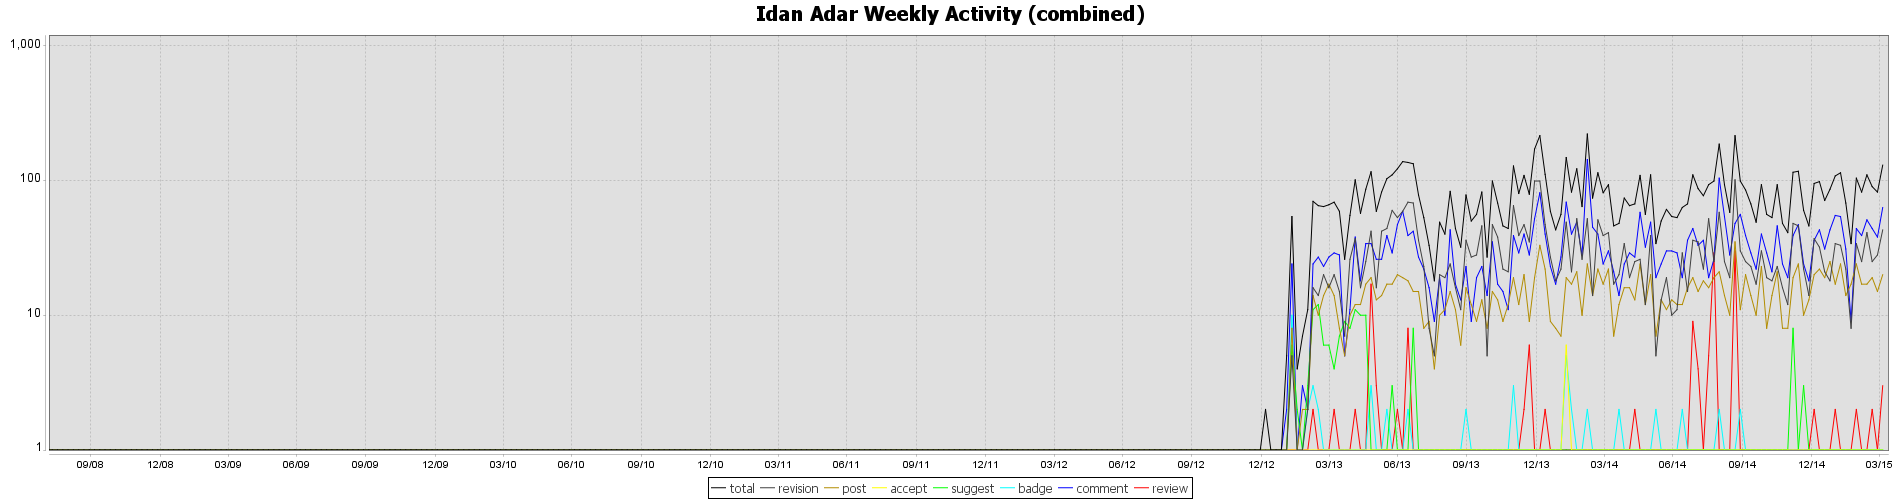 Idan Adar Weekly Activity (combined)
1,000
100
10
1
09/08 12/08 03/09 06/09 09/09 12/09 03/10 06/10 09/10 12/10 03/11 06/11 09/11 12/11 03/12 06/12 09/12 12/12 03/13 06/13 09/13 12/13 03/14 06/14 09/14 12/14 03/15
total revision post accept suggest badge comment review